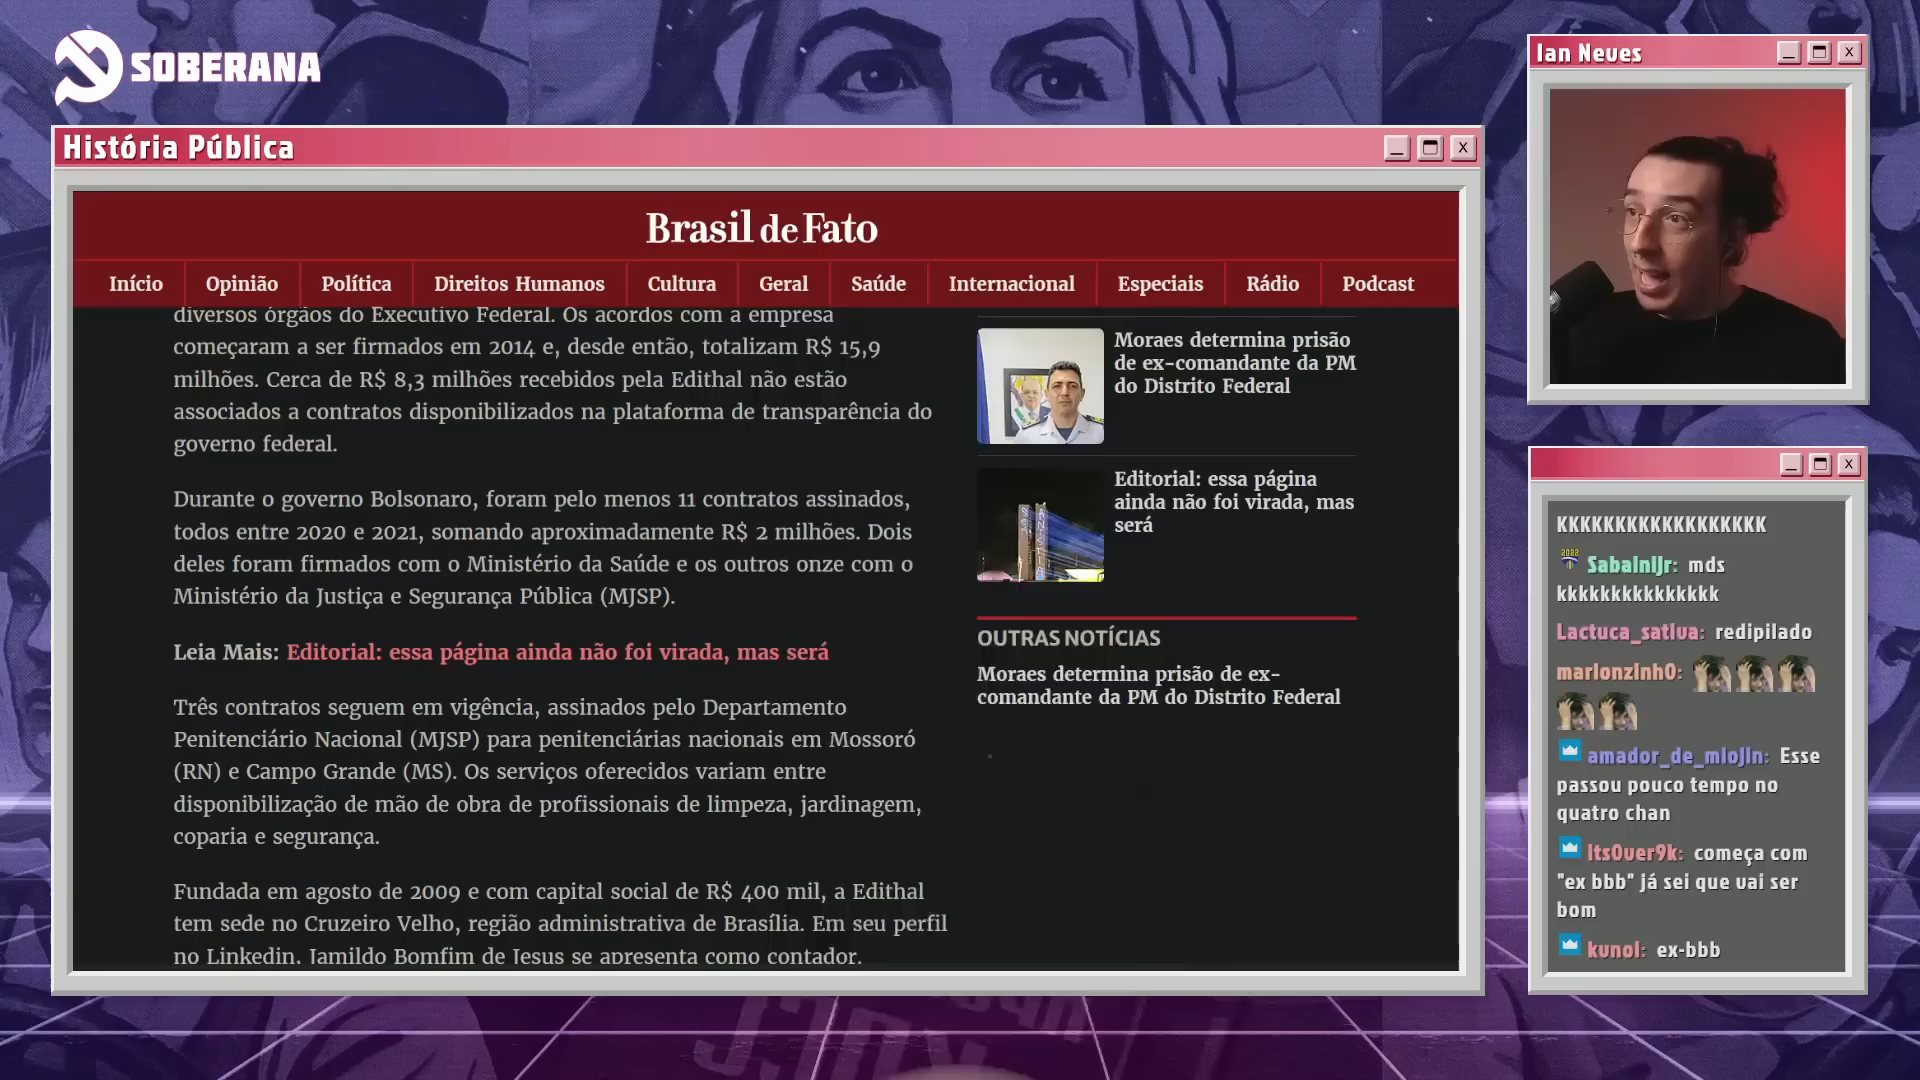 SOBERANA
História Pública
Brasil de Fato
Início
Opinião
Política
Direitos Humanos
Cultura
Geral
Saúde
Internacional
Especiais
Rádio
Podcast
diversos órgãos do Executivo Federal. Os acordos com a empresa
começaram a ser firmados em 2014 e, desde então, totalizam R$ 15,9
milhões. Cerca de R$ 8,3 milhões recebidos pela Edithal não estão
associados a contratos disponibilizados na plataforma de transparência do
governo federal.
Durante o governo Bolsonaro, foram pelo menos 11 contratos assinados,
todos entre 2020 e 2021, somando aproximadamente R$ 2 milhões. Dois
deles foram firmados com o Ministério da Saúde e os outros onze com o
Ministério da Justiça e Segurança Pública (MJSP).
Leia Mais: Editorial: essa página ainda não foi virada, mas será
Três contratos seguem em vigência, assinados pelo Departamento
Penitenciário Nacional (MJSP) para penitenciárias nacionais em Mossoró
(RN) e Campo Grande (MS). Os serviços oferecidos variam entre
disponibilização de mão de obra de profissionais de limpeza, jardinagem,
coparia e segurança.
Fundada em agosto de 2009 e com capital social de R$ 400 mil, a Edithal
tem sede no Cruzeiro Velho, região administrativa de Brasília. Em seu perfil
no Linkedin, Jamildo Bomfim de Jesus se apresenta como contador.
Moraes determina prisão
de ex-comandante da PM
do Distrito Federal
Editorial: essa página
ainda não foi virada, mas
será
OUTRAS NOTÍCIAS
Moraes determina prisão de ex-
comandante da PM do Distrito Federal
Ian Neves
KKKKKKKKKKKKKKKKKK
2022
SabainiJr: mds
kkkkkkkkkkkkkkk
Lactuca_sativa: redipilado
marlonzinh0:
amador_de_miojin: Esse
passou pouco tempo no
quatro chan
Its0ver9k: começa com
"ex bbb" já sei que vai ser
bom
kunol: ex-bbb